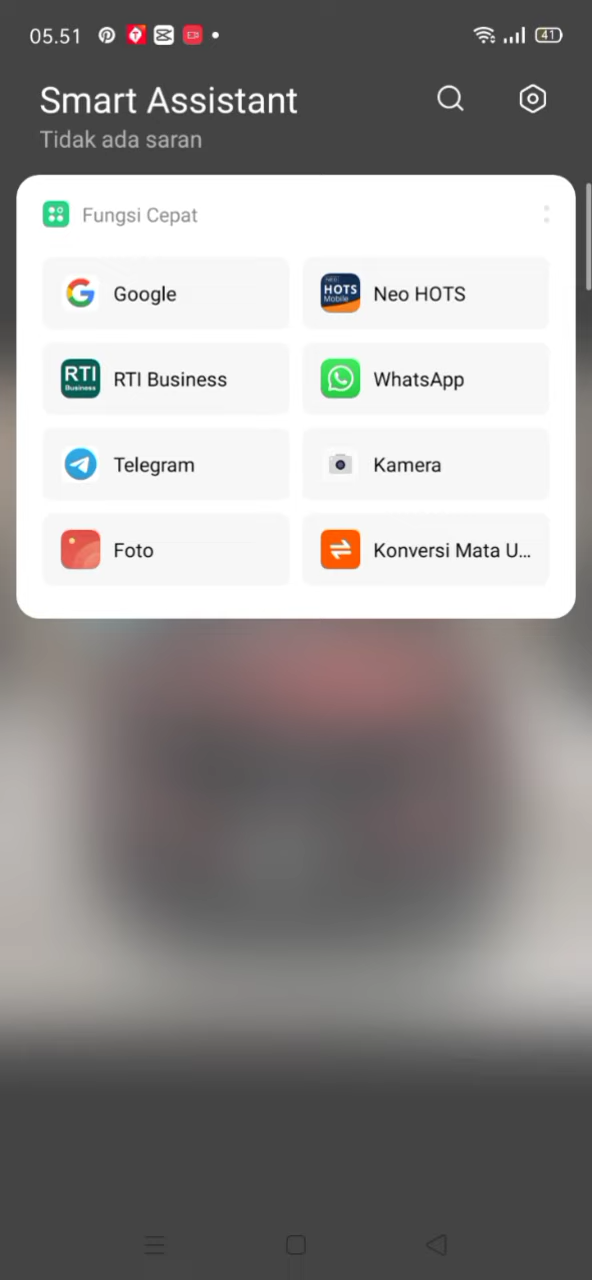 05.51
41
Smart Assistant
Tidak ada saran
Fungsi Cepat
Google
NEO HOTS Mobile
Neo HOTS
RTI Business
RTI Business
WhatsApp
Telegram
Kamera
Foto
Konversi Mata U...